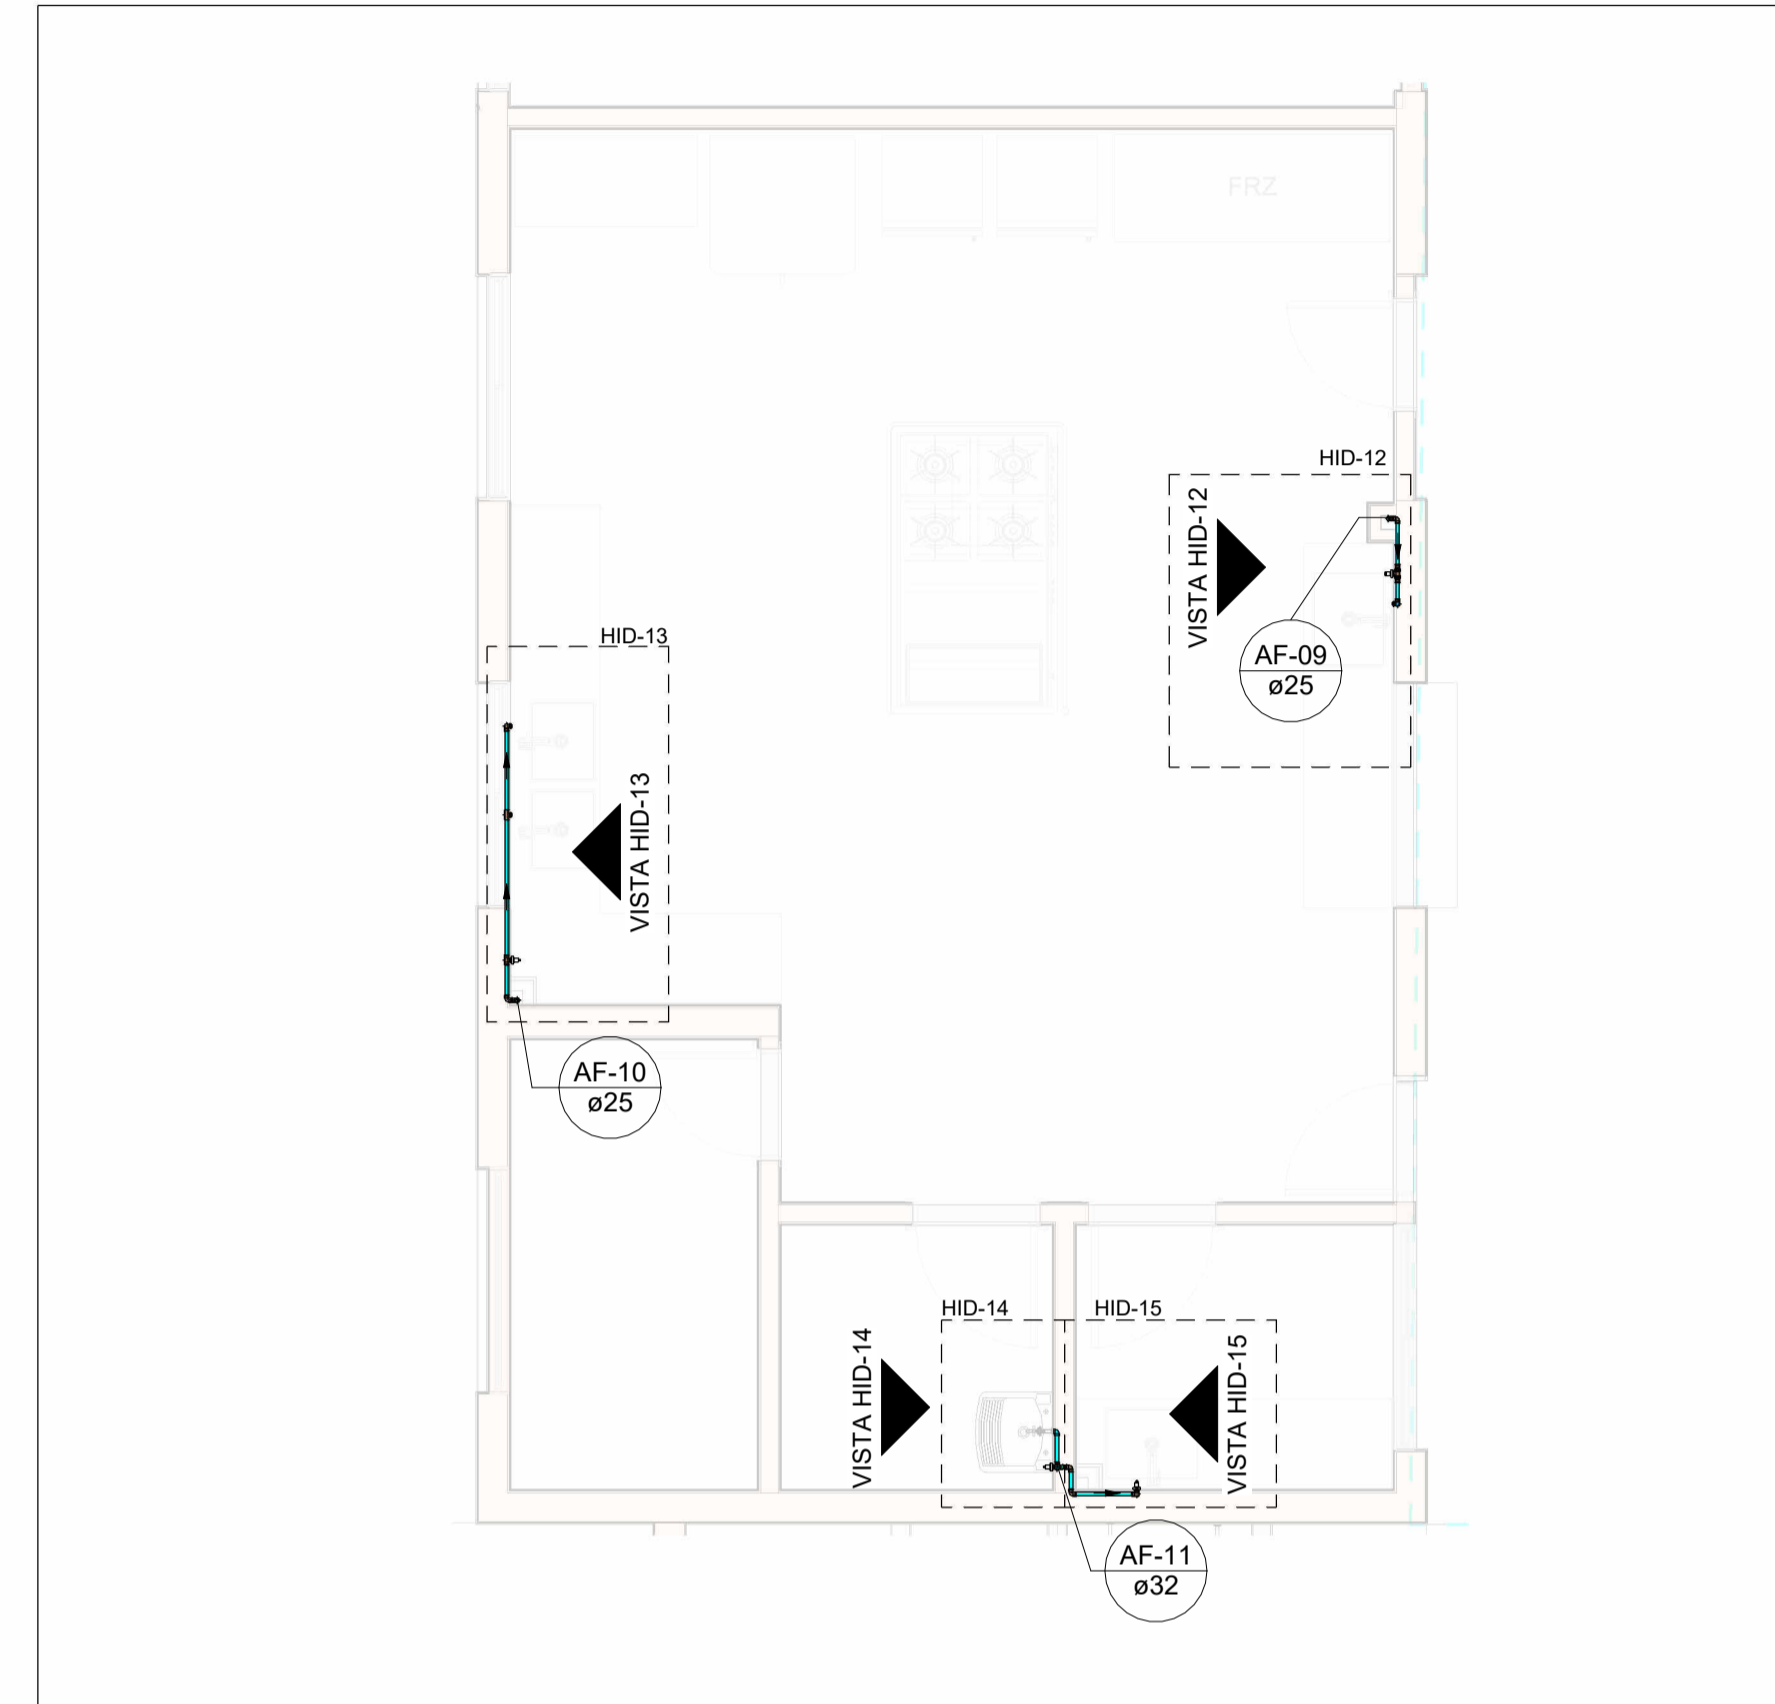 FRZ
HID-12
VISTA HID-12
AF-09
ø25
HID-13
VISTA HID-13
AF-10
ø25
HID-14
HID-15
VISTA HID-14
VISTA HID-15
AF-11
ø32